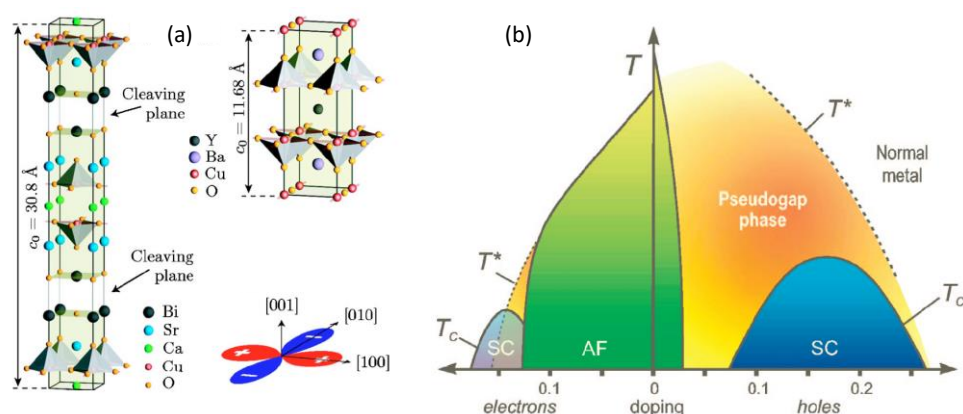 (a)
c₀ = 30.8 Å
Cleaving
plane
Cleaving
plane
Bi
Sr
Ca
Cu
O
c₀ = 11.68 Å
Y
Ba
Cu
O
[001]
[010]
[100]
+
−
+
−
(b)
T
T*
Normal
metal
Pseudogap
phase
T*
Tc
SC
AF
SC
Tc
0.1 0 0.1 0.2
electrons doping holes